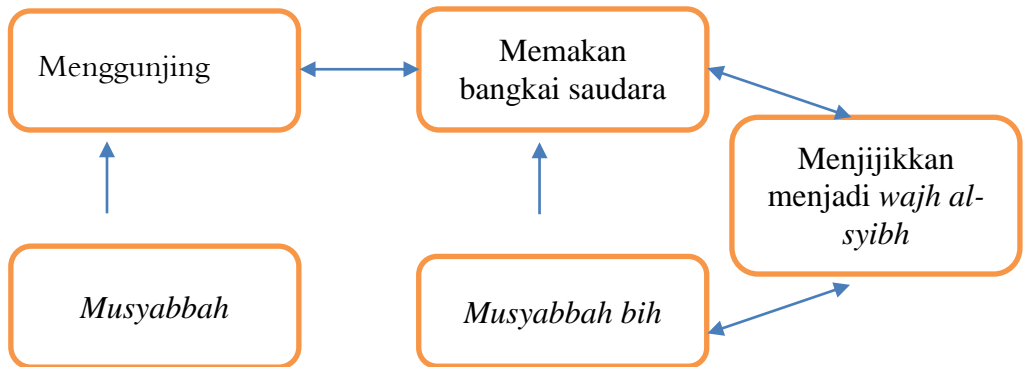 Menggunjing
Memakan
bangkai saudara
Menjijikkan
menjadi wajh al-
syibh
Musyabbah
Musyabbah bih